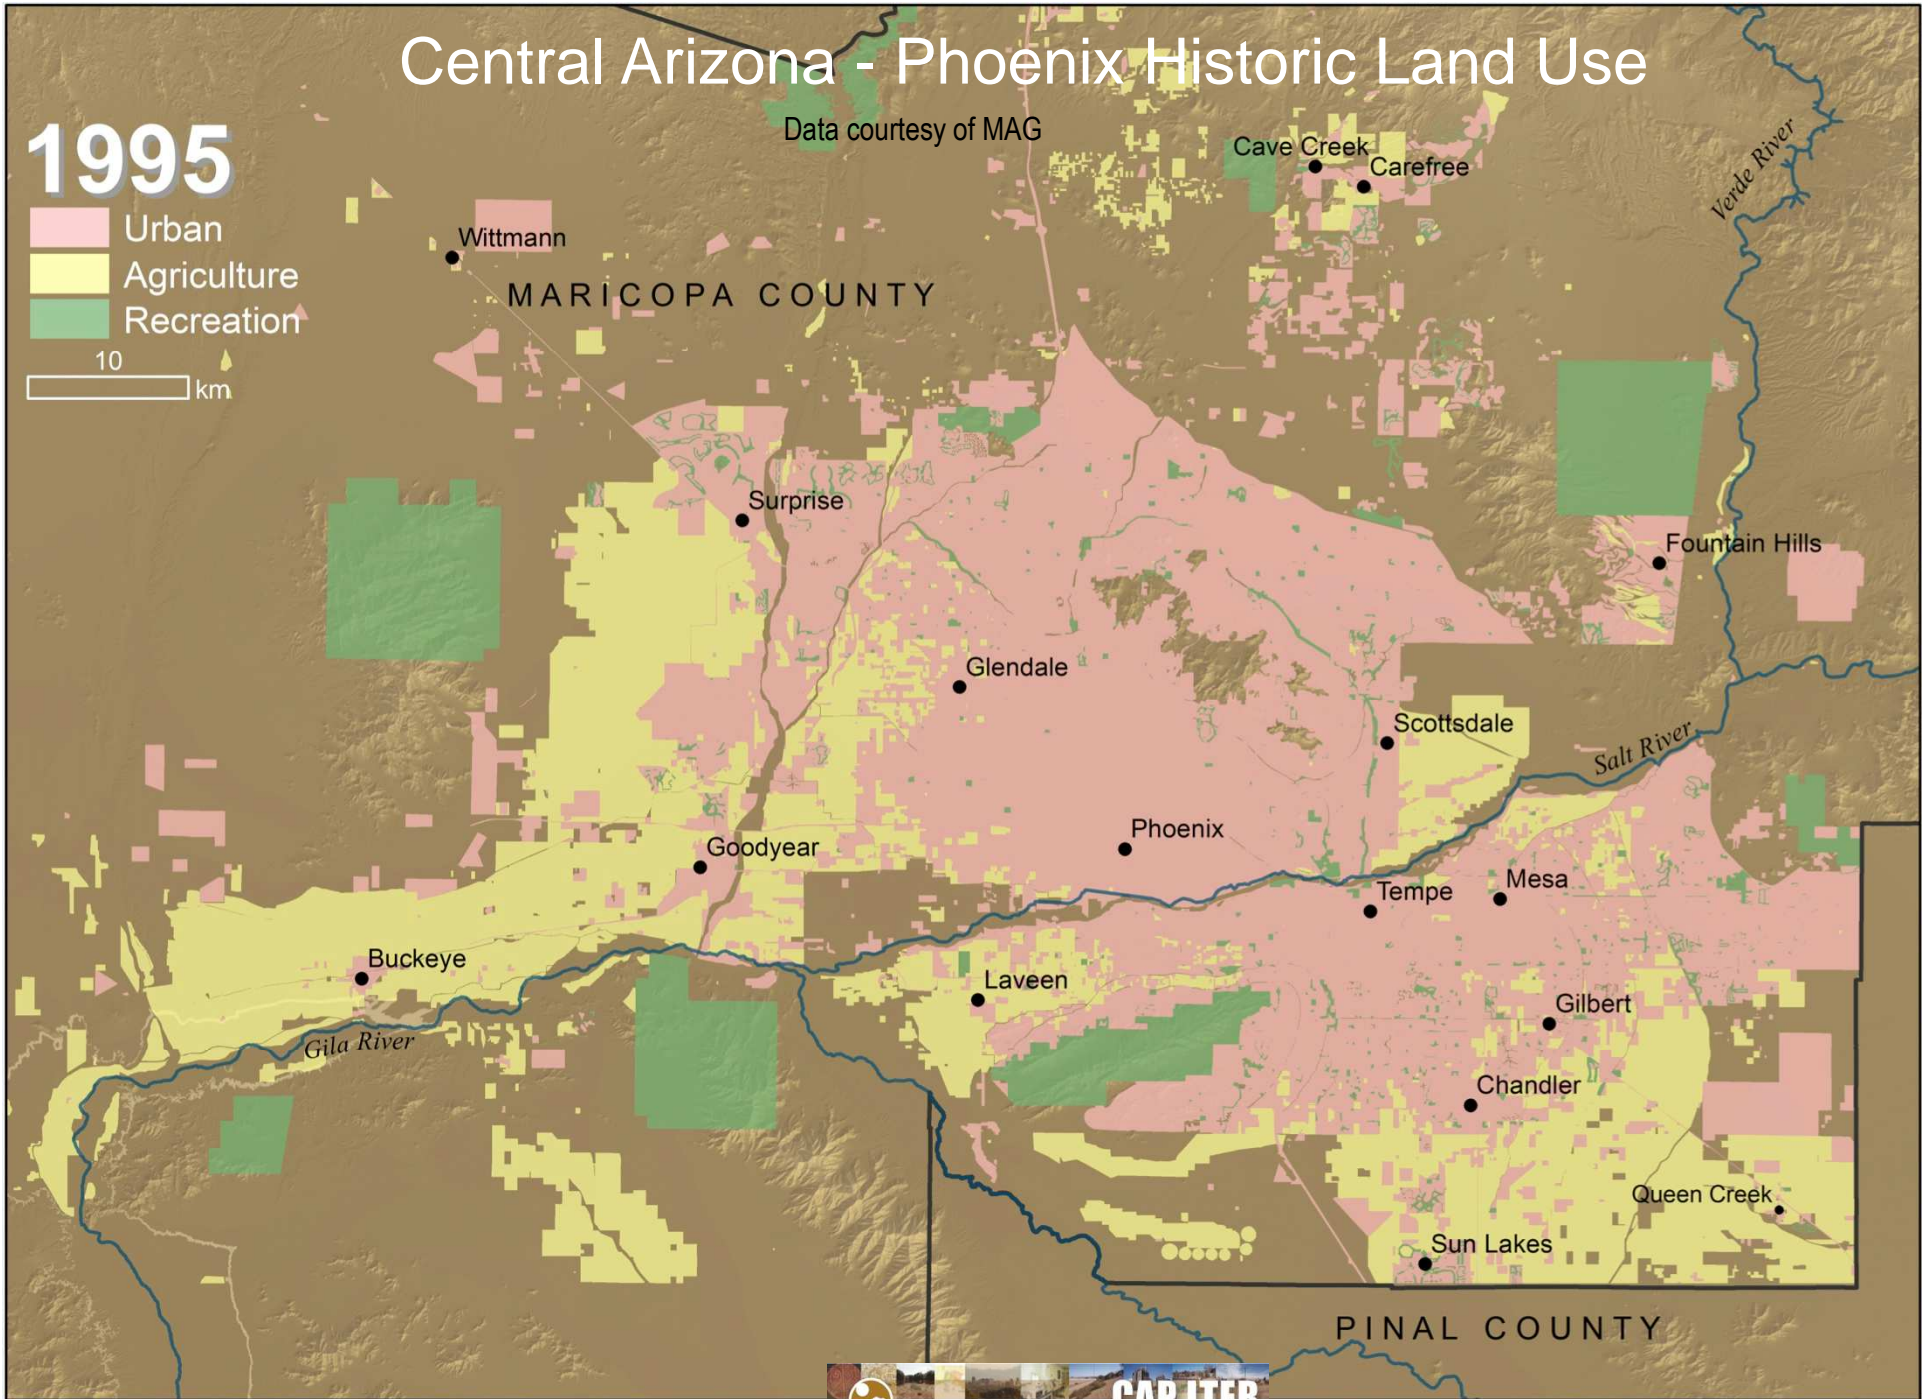 Central Arizona - Phoenix Historic Land Use
Data courtesy of MAG
1995
Urban
Agriculture
Recreation
10
km
Cave Creek
Carefree
Verde River
Wittmann
MARICOPA COUNTY
Surprise
Fountain Hills
Glendale
Scottsdale
Salt River
Phoenix
Goodyear
Tempe
Mesa
Buckeye
Laveen
Gilbert
Gila River
Chandler
Queen Creek
Sun Lakes
PINAL COUNTY
CAP LTER